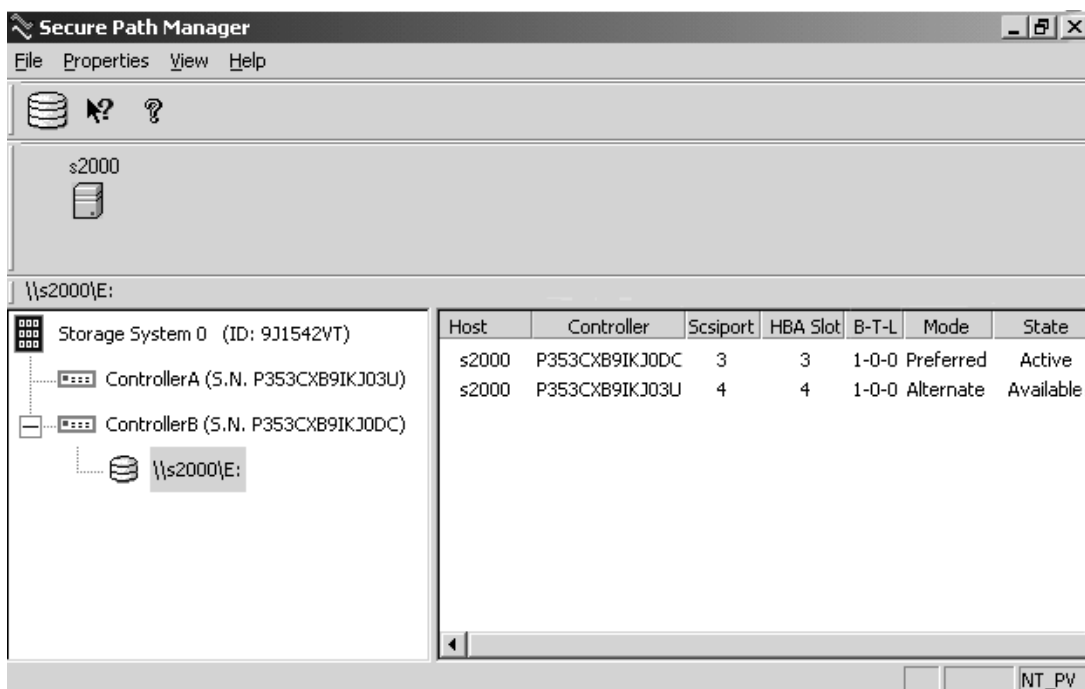 Secure Path Manager
File Properties View Help
s2000
\\s2000\E:
Storage System 0 (ID: 9J1542VT)
ControllerA (S.N. P353CXB9IKJ03U)
ControllerB (S.N. P353CXB9IKJ0DC)
\\s2000\E:
Host Controller Scsiport HBA Slot B-T-L Mode State
s2000 P353CXB9IKJ0DC 3 3 1-0-0 Preferred Active
s2000 P353CXB9IKJ03U 4 4 1-0-0 Alternate Available
NT_PV